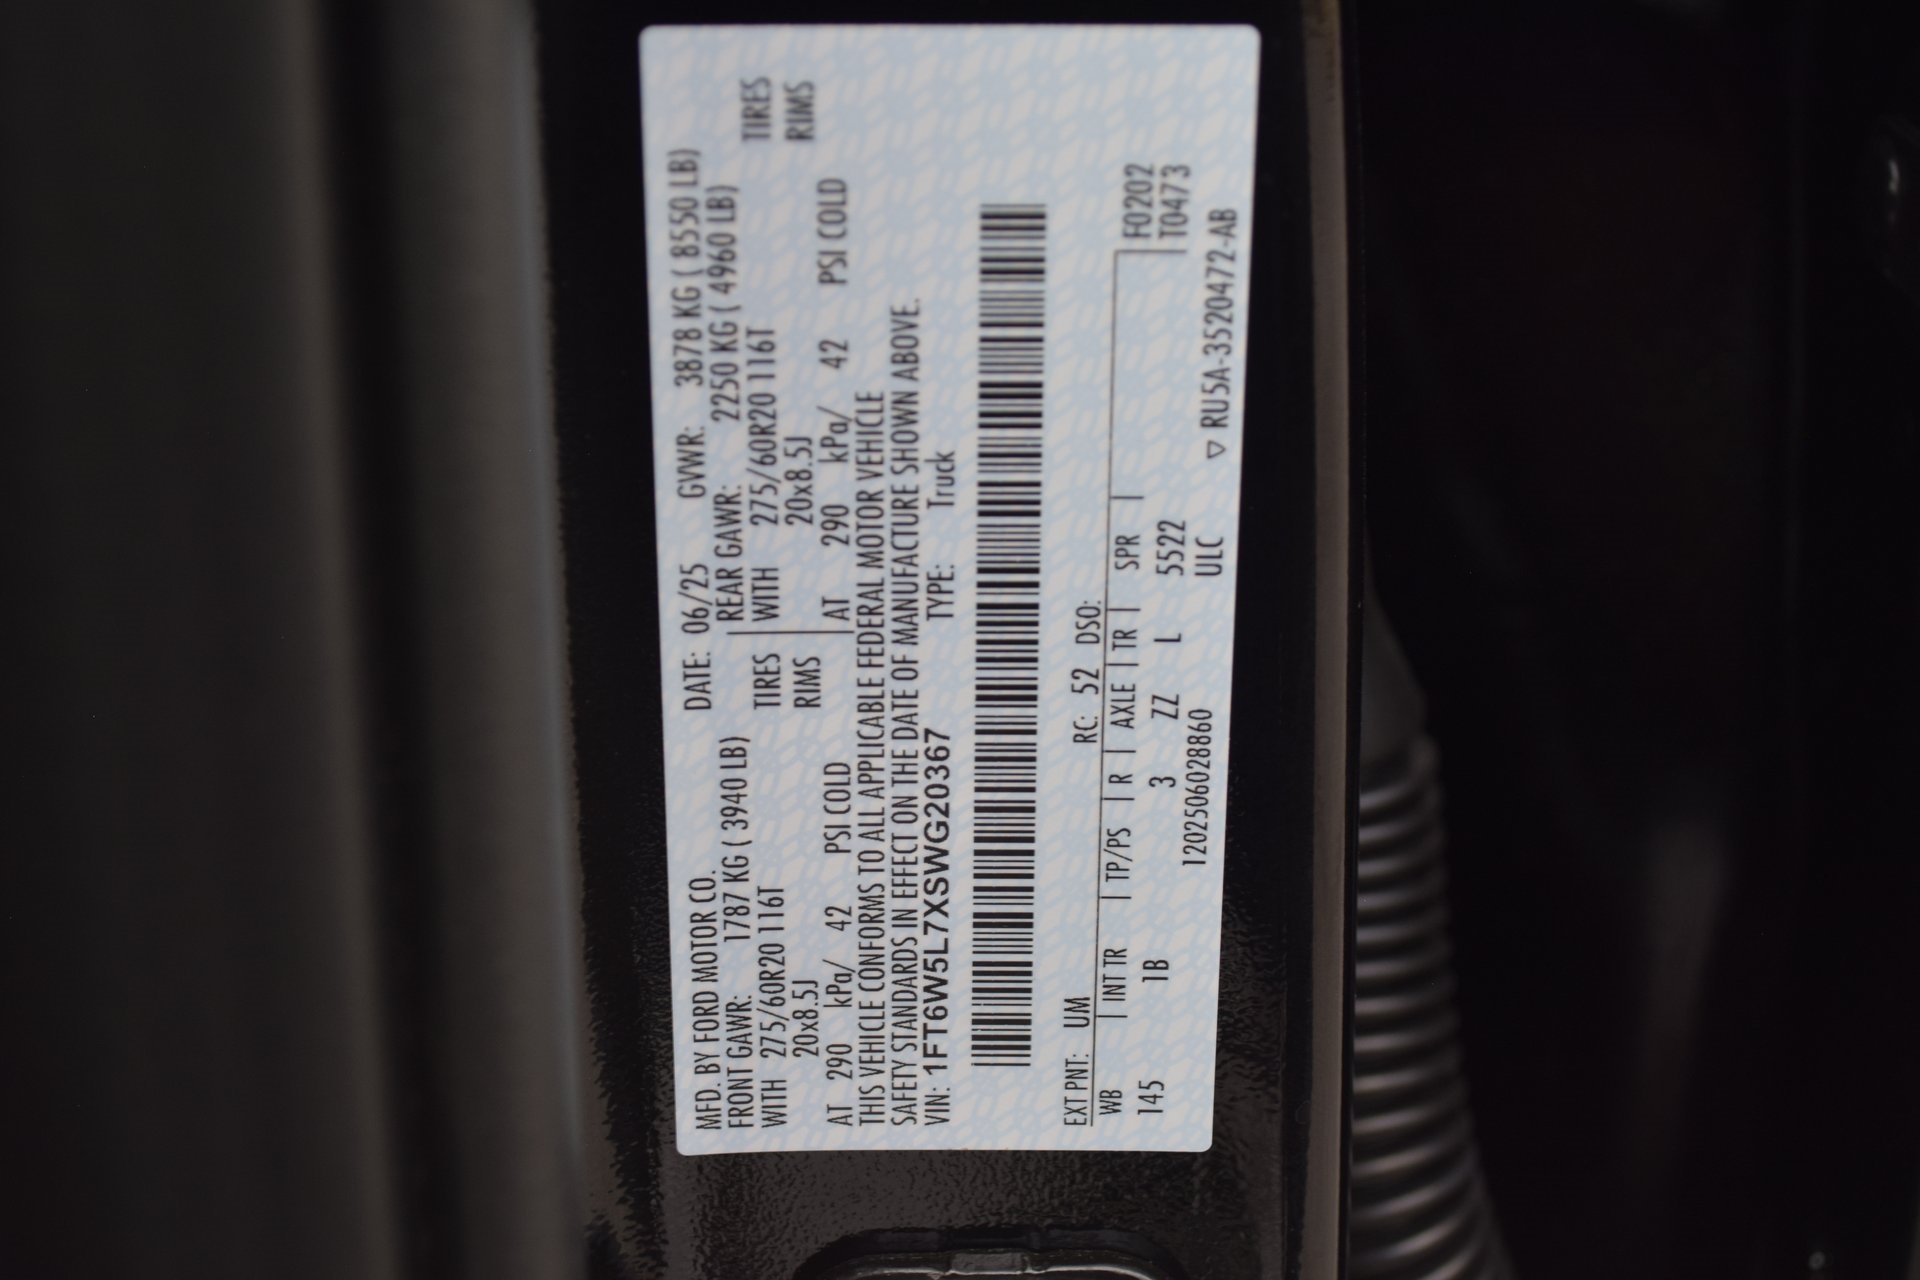 MFD. BY FORD MOTOR CO. DATE: 06/25 GVWR: 3878 KG ( 8550 LB)
FRONT GAWR: 1787 KG ( 3940 LB) REAR GAWR: 2250 KG ( 4960 LB)
WITH 275/60R20 116T TIRES WITH 275/60R20 116T TIRES
20x8.5J RIMS 20x8.5J RIMS
AT 290 kPa/ 42 PSI COLD AT 290 kPa/ 42 PSI COLD
THIS VEHICLE CONFORMS TO ALL APPLICABLE FEDERAL MOTOR VEHICLE
SAFETY STANDARDS IN EFFECT ON THE DATE OF MANUFACTURE SHOWN ABOVE.
VIN: 1FT6W5L7XSWG20367 TYPE: Truck
EXT PNT: UM RC: 52 DSO:
WB INT TR TP/PS R AXLE TR SPR F0202
145 1B 3 ZZ L 5522 T0473
1202506028860 ULC ▽ RU5A-3520472-AB